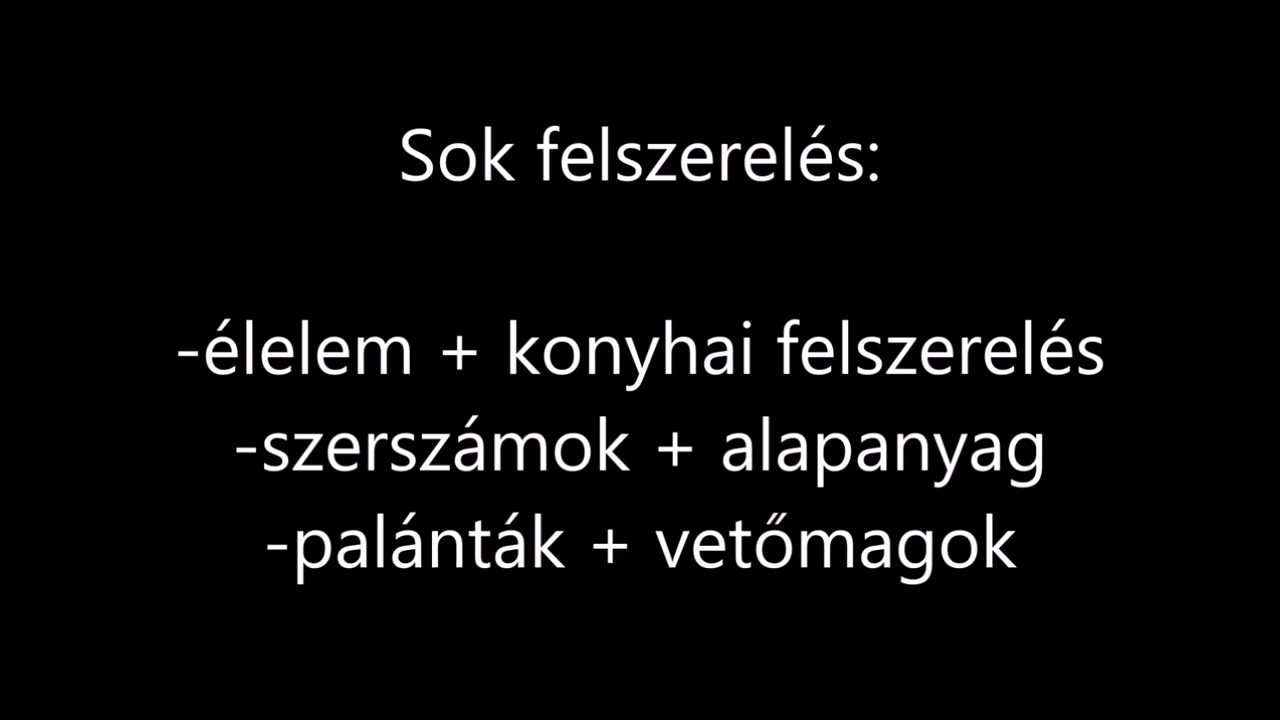 Sok felszerelés:
-élelem + konyhai felszerelés
-szerszámok + alapanyag
-palánták + vetőmagok